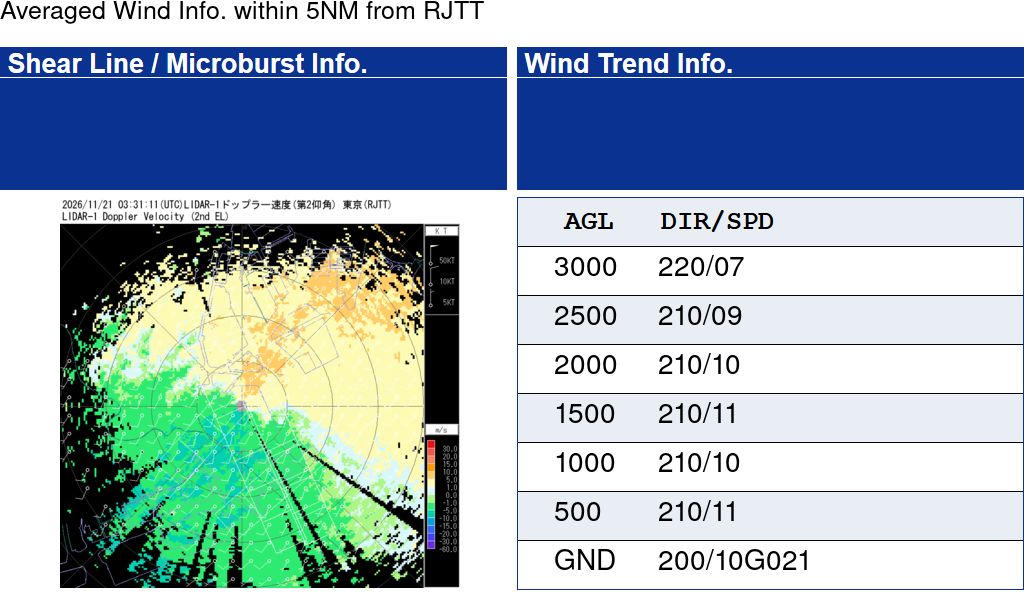 Averaged Wind Info. within 5NM from RJTT
Shear Line / Microburst Info.
Wind Trend Info.
2026/11/21 03:31:11(UTC)LIDAR-1ドップラー速度(第2仰角) 東京(RJTT)
LIDAR-1 Doppler Velocity (2nd EL)
KT
50KT
10KT
5KT
m/s
30.0
20.0
15.0
10.0
5.0
1.0
0.0
-1.0
-5.0
-10.0
-15.0
-20.0
-30.0
-60.0
AGL DIR/SPD
3000 220/07
2500 210/09
2000 210/10
1500 210/11
1000 210/10
500 210/11
GND 200/10G021